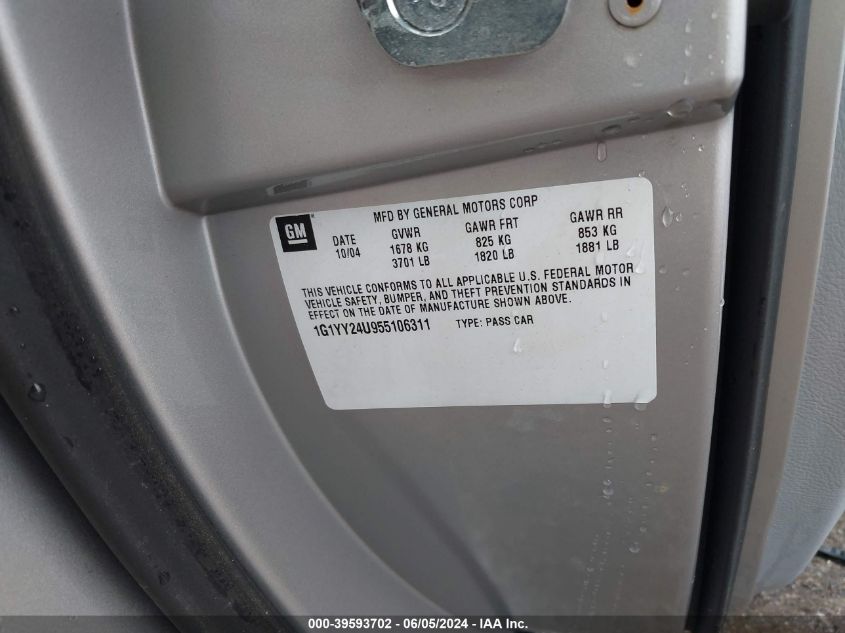 MFD BY GENERAL MOTORS CORP
GM
DATE GVWR GAWR FRT GAWR RR
10/04 1678 KG 825 KG 853 KG
3701 LB 1820 LB 1881 LB
THIS VEHICLE CONFORMS TO ALL APPLICABLE U.S. FEDERAL MOTOR
VEHICLE SAFETY, BUMPER, AND THEFT PREVENTION STANDARDS IN
EFFECT ON THE DATE OF MANUFACTURE SHOWN ABOVE.
1G1YY24U955106311 TYPE: PASS CAR
000-39593702 - 06/05/2024 - IAA Inc.